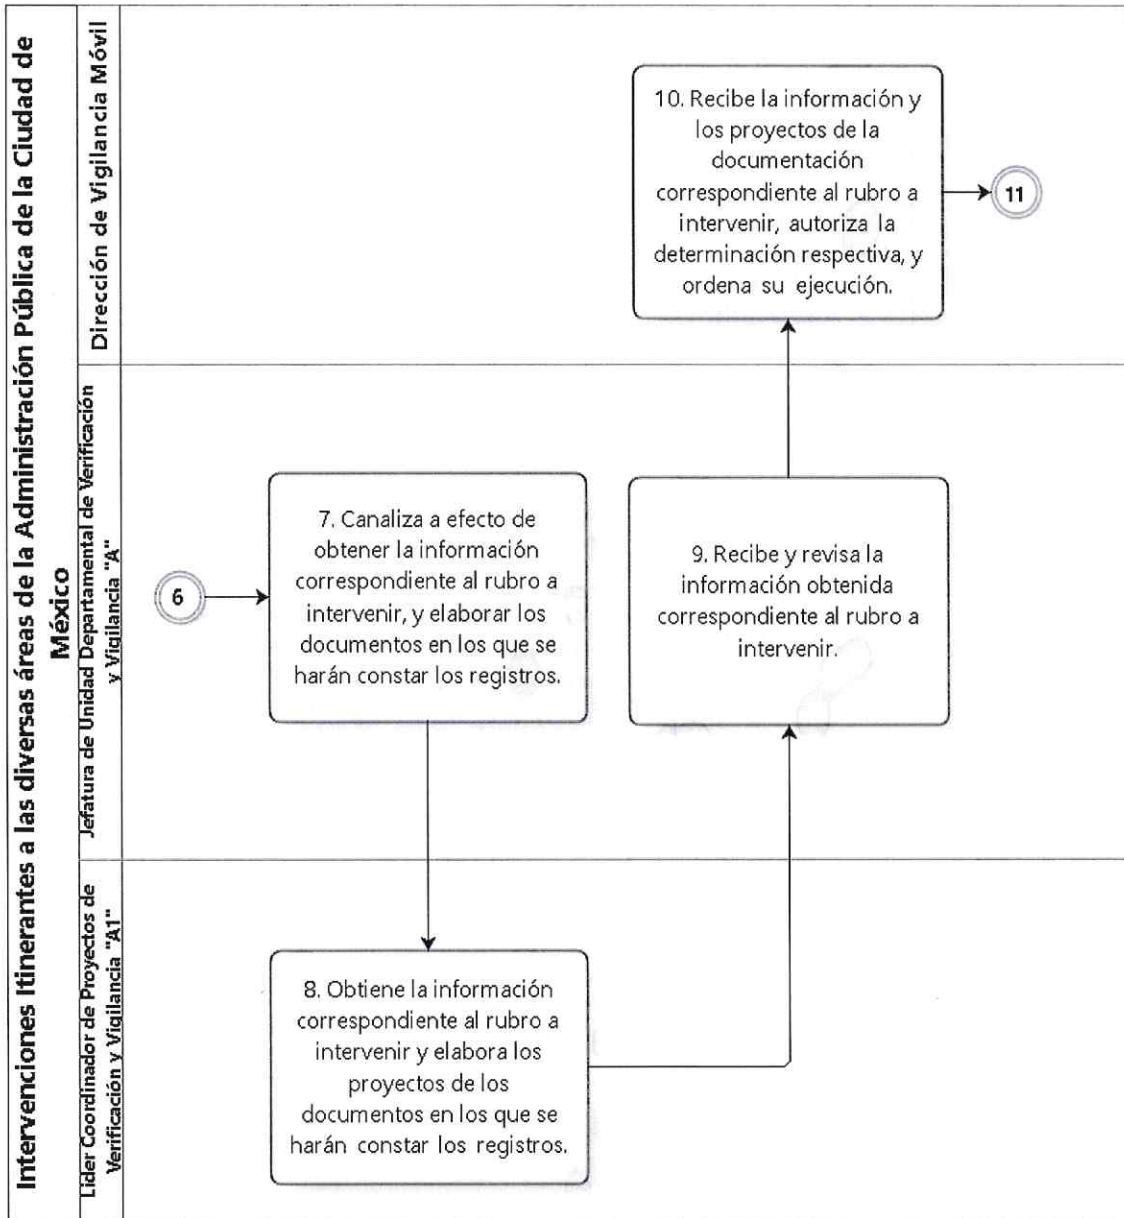 Intervenciones Itinerantes a las diversas áreas de la Administración Pública de la Ciudad de
México
Dirección de Vigilancia Móvil
10. Recibe la información y
los proyectos de la
documentación
correspondiente al rubro a
intervenir, autoriza la
determinación respectiva, y
ordena su ejecución.
11
Jefatura de Unidad Departamental de Verificación
y Vigilancia "A"
6
7. Canaliza a efecto de
obtener la información
correspondiente al rubro a
intervenir, y elaborar los
documentos en los que se
harán constar los registros.
9. Recibe y revisa la
información obtenida
correspondiente al rubro a
intervenir.
Lider Coordinador de Proyectos de
Verificación y Vigilancia "A1"
8. Obtiene la información
correspondiente al rubro a
intervenir y elabora los
proyectos de los
documentos en los que se
harán constar los registros.